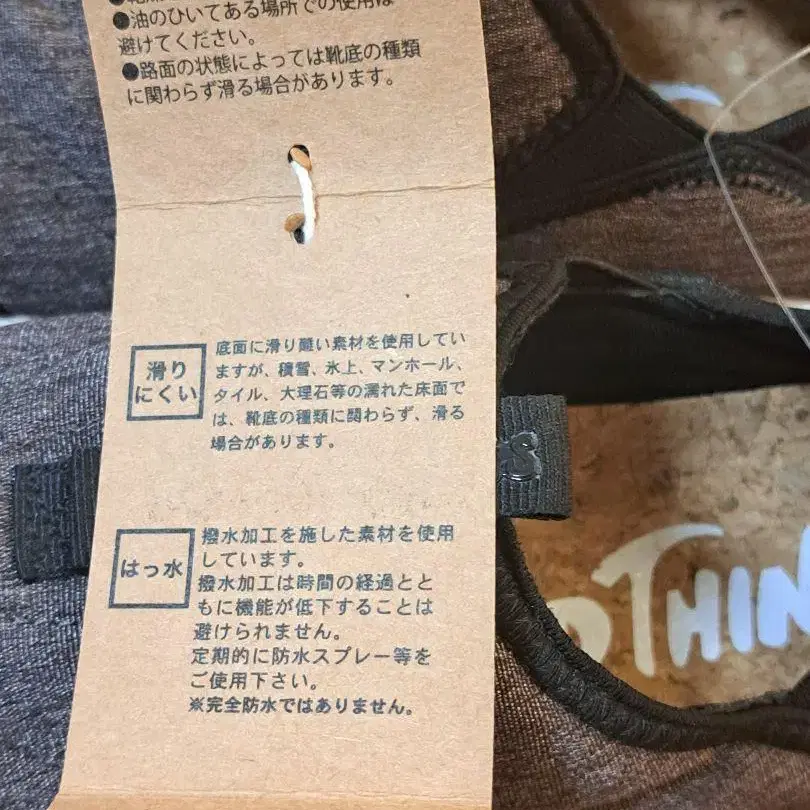 ●油のひいてある場所での使用は
避けてください。
●路面の状態によっては靴底の種類
に関わらず滑る場合があります。
滑り
にくい
底面に滑り難い素材を使用してい
ますが、積雪、氷上、マンホール、
タイル、大理石等の濡れた床面で
は、靴底の種類に関わらず、滑る
場合があります。
はっ水
撥水加工を施した素材を使用
しています。
撥水加工は時間の経過とと
もに機能が低下することは
避けられません。
定期的に防水スプレー等を
ご使用下さい。
※完全防水ではありません。
THIN